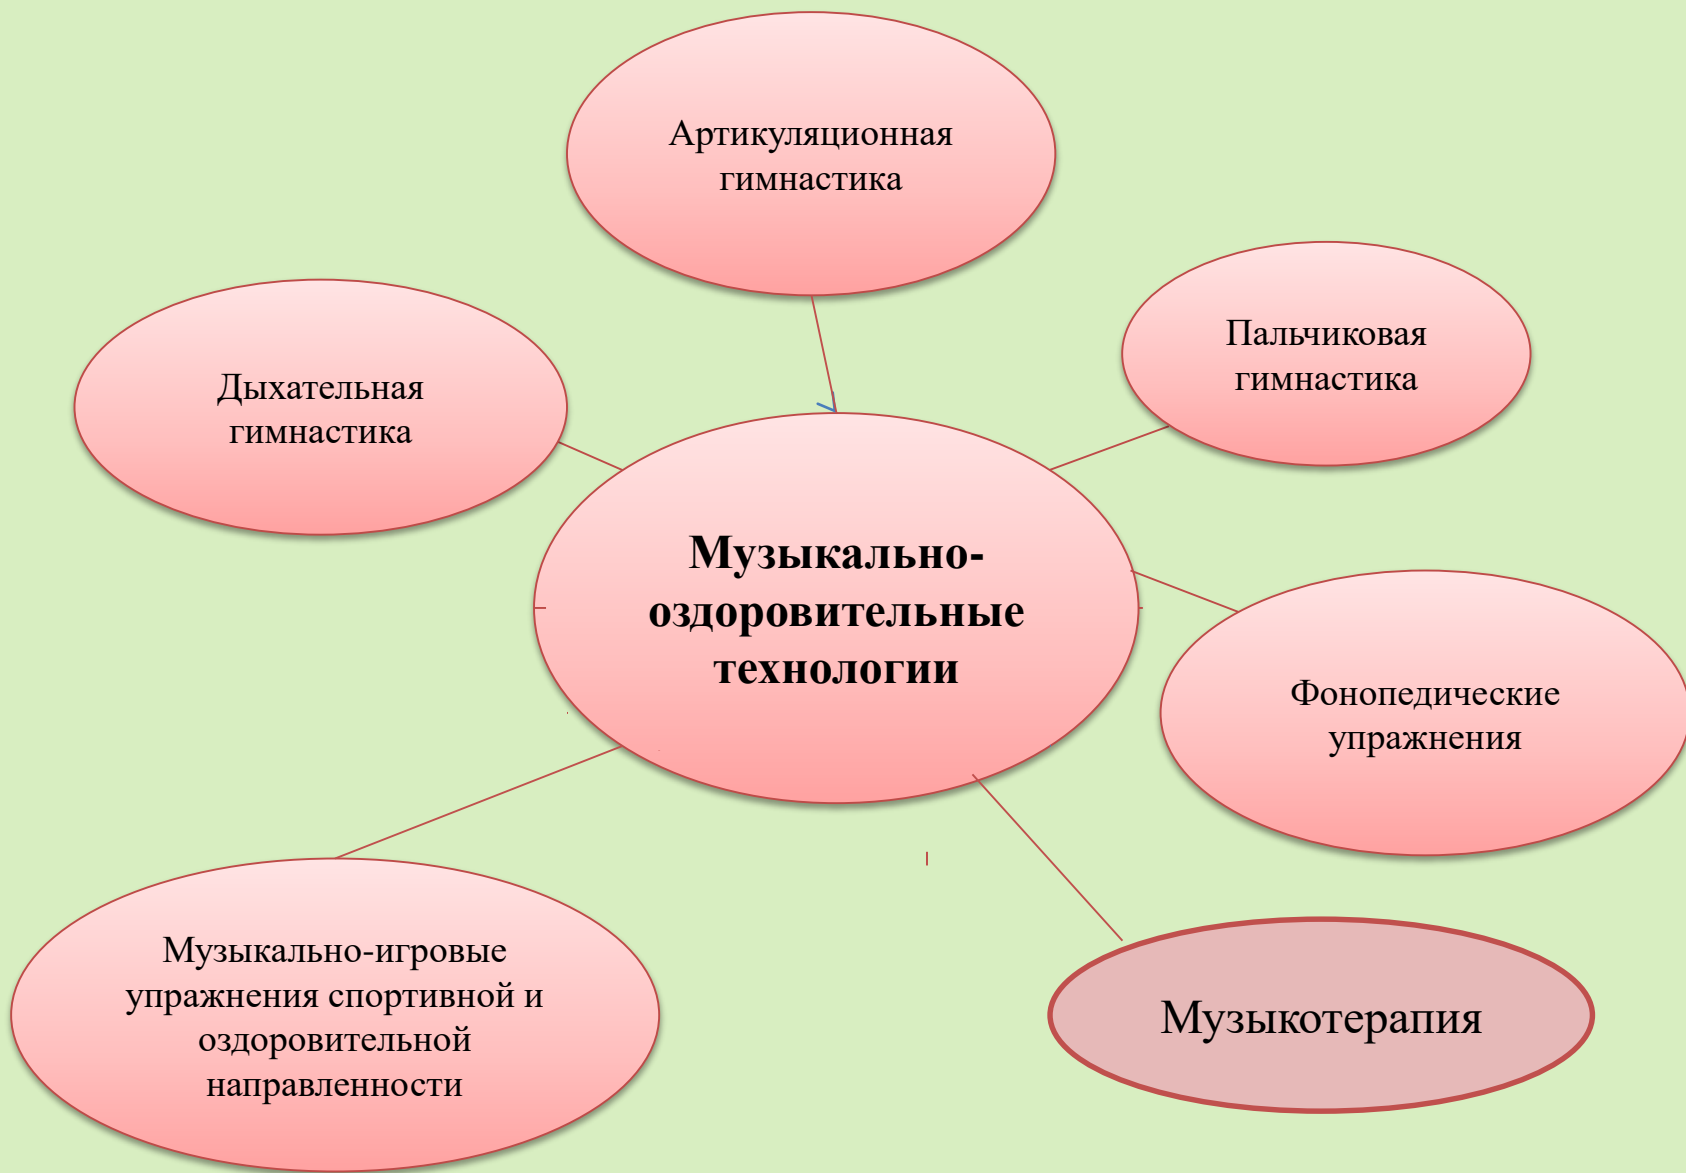 Артикуляционная
гимнастика
Пальчиковая
гимнастика
Дыхательная
гимнастика
Музыкально-
оздоровительные
технологии
Фонопедические
упражнения
Музыкально-игровые
упражнения спортивной и
оздоровительной
направленности
Музыкотерапия